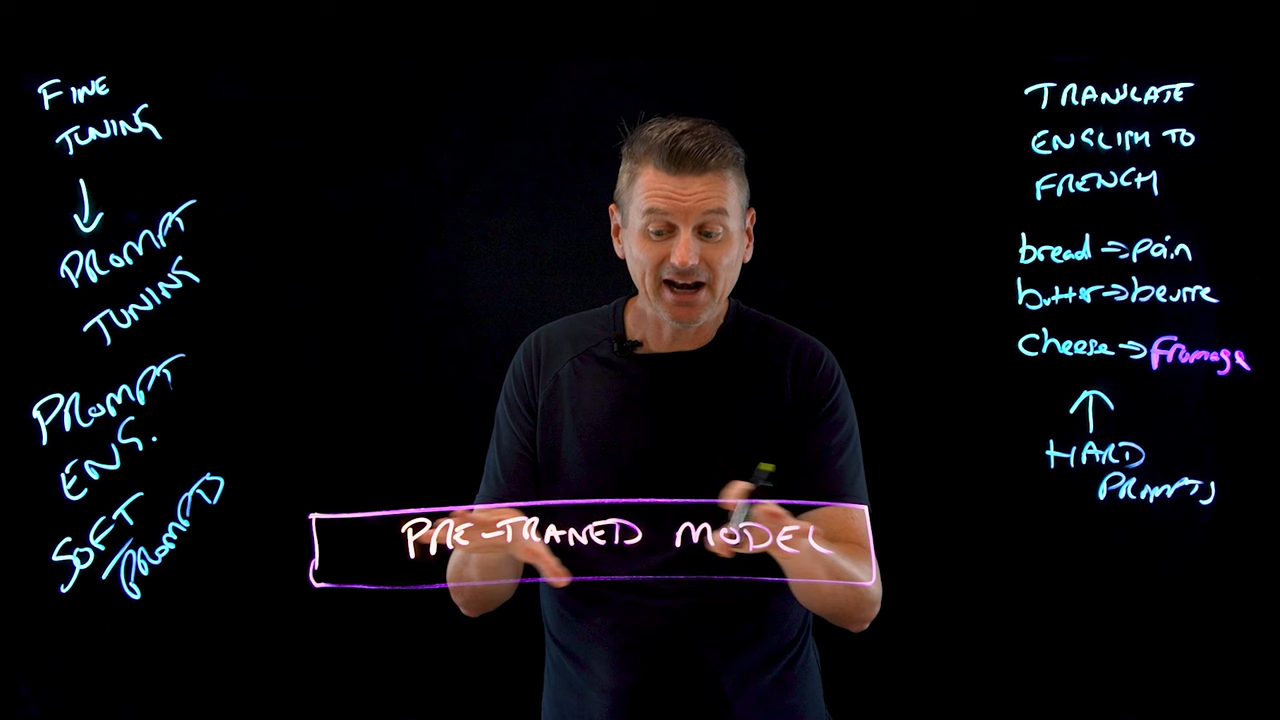 FINE
TUNING
↓
PROMPT
TUNING
PROMPT
ENG.
SOFT
PROMPTS
PRE-TRANED MODEL
TRANSLATE
ENGLISH TO
FRENCH
bread → pain
butter → beurre
cheese → fromage
↑
HARD
PROMPTS